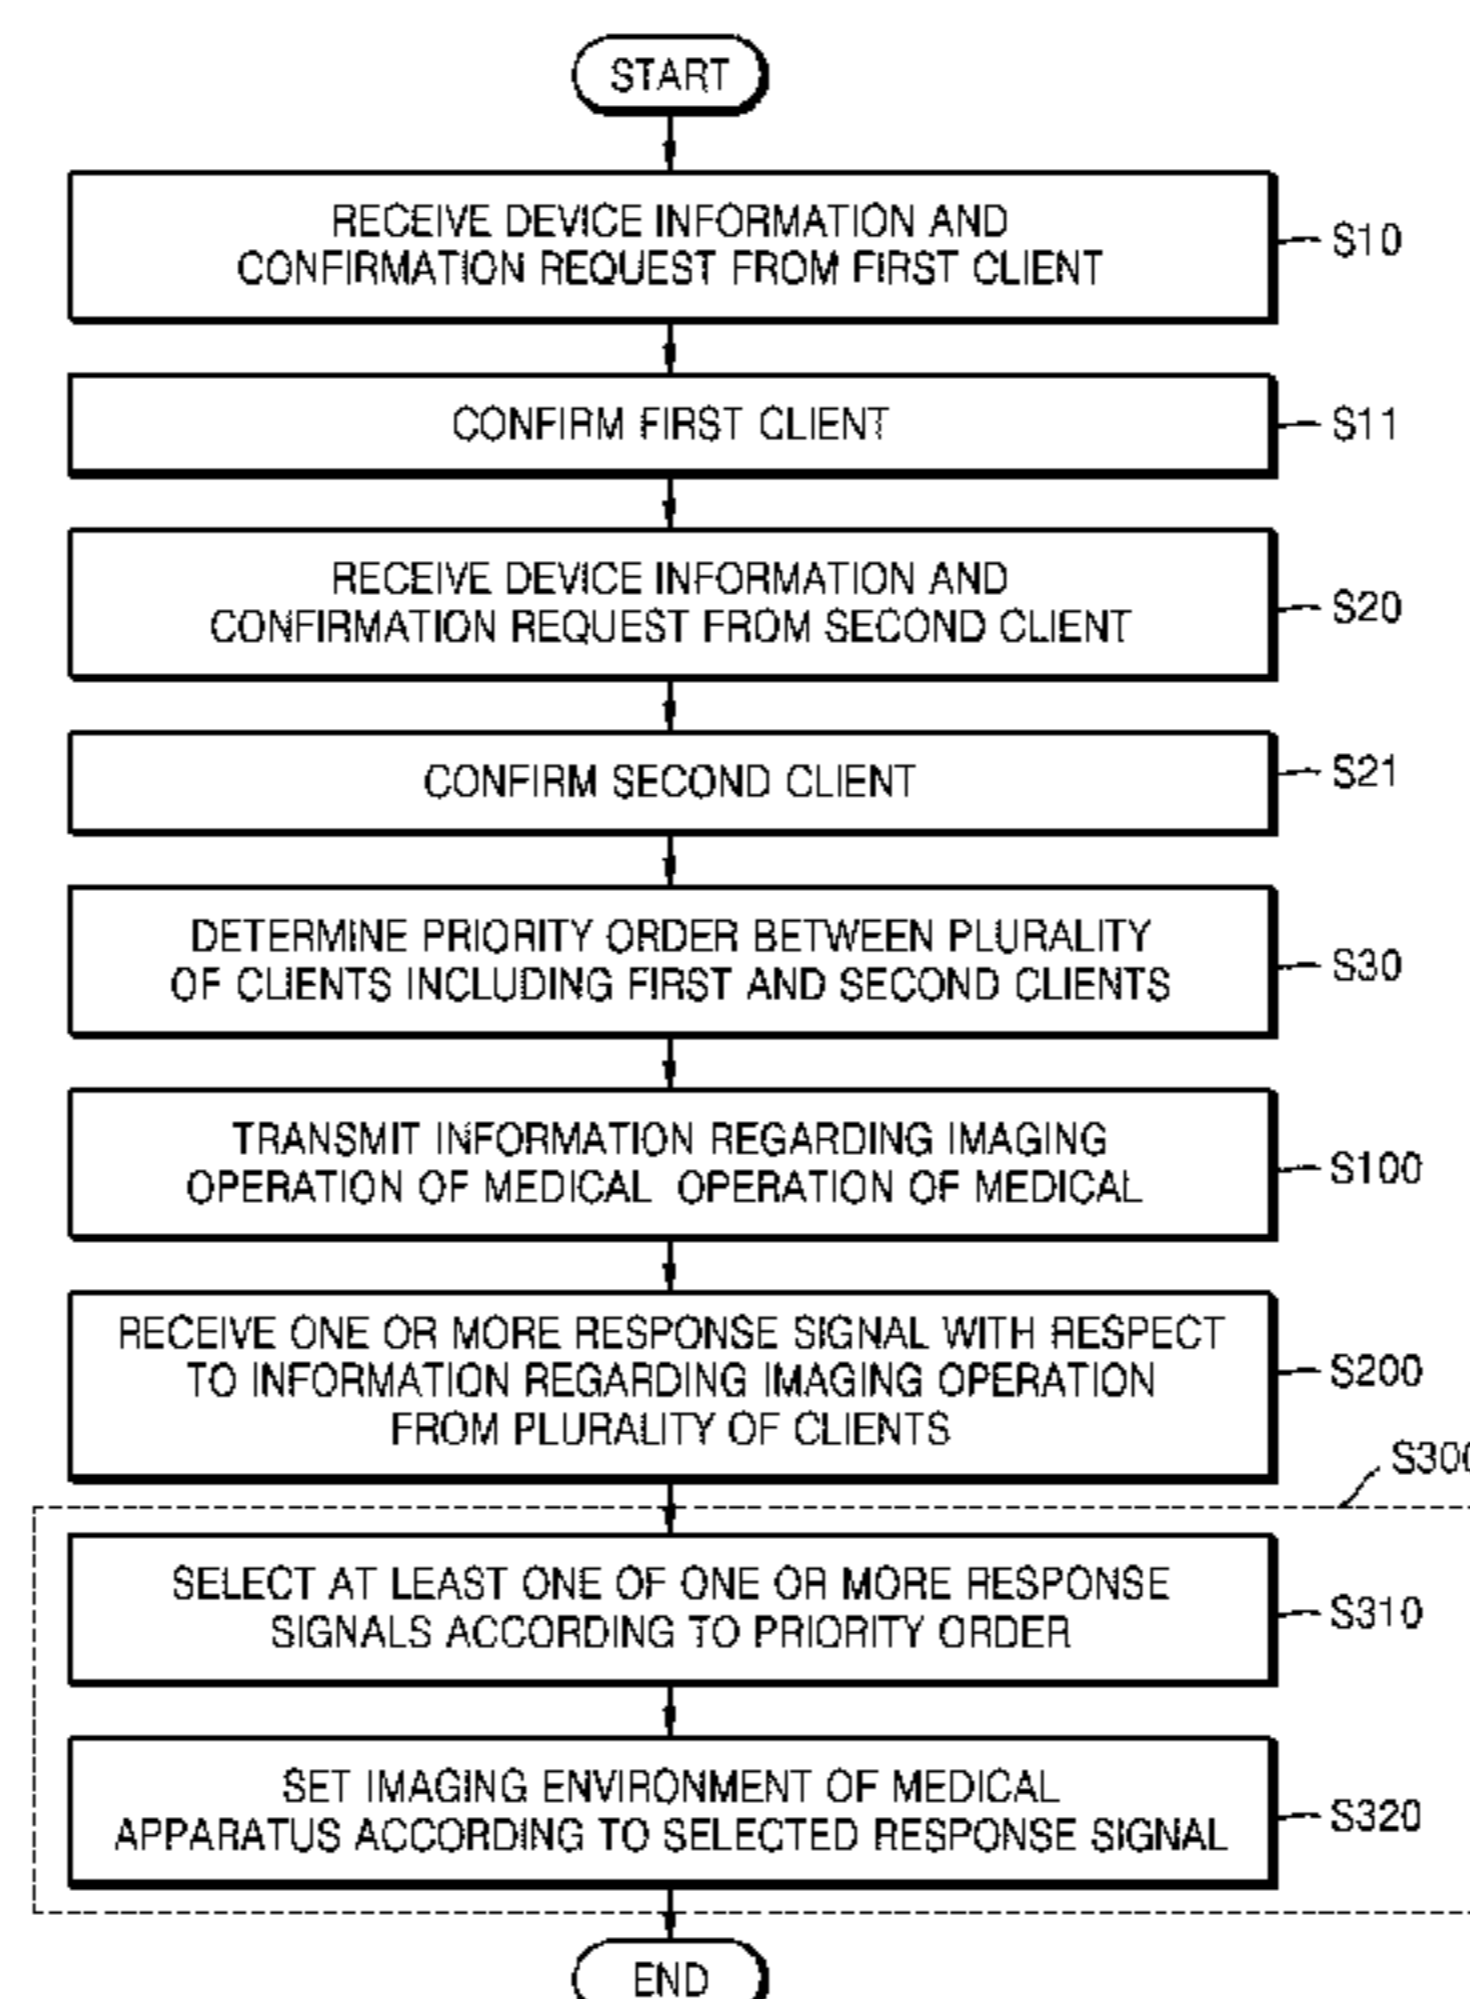 START
RECEIVE DEVICE INFORMATION AND
CONFIRMATION REQUEST FROM FIRST CLIENT
S10
CONFIRM FIRST CLIENT
S11
RECEIVE DEVICE INFORMATION AND
CONFIRMATION REQUEST FROM SECOND CLIENT
S20
CONFIRM SECOND CLIENT
S21
DETERMINE PRIORITY ORDER BETWEEN PLURALITY
OF CLIENTS INCLUDING FIRST AND SECOND CLIENTS
S30
TRANSMIT INFORMATION REGARDING IMAGING
OPERATION OF MEDICAL OPERATION OF MEDICAL
S100
RECEIVE ONE OR MORE RESPONSE SIGNAL WITH RESPECT
TO INFORMATION REGARDING IMAGING OPERATION
FROM PLURALITY OF CLIENTS
S200
S300
SELECT AT LEAST ONE OF ONE OR MORE RESPONSE
SIGNALS ACCORDING TO PRIORITY ORDER
S310
SET IMAGING ENVIRONMENT OF MEDICAL
APPARATUS ACCORDING TO SELECTED RESPONSE SIGNAL
S320
END